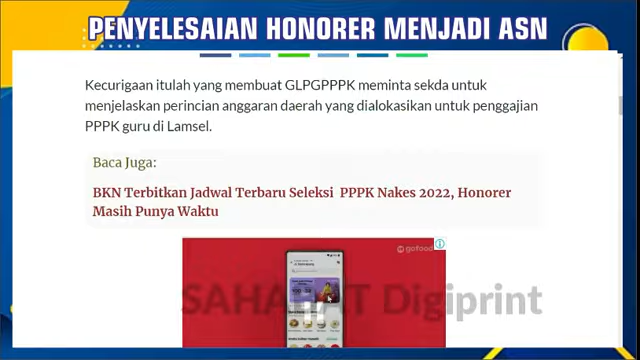 PENYELESAIAN HONORER MENJADI ASN
Kecurigaan itulah yang membuat GLPGPPPK meminta sekda untuk
menjelaskan perincian anggaran daerah yang dialokasikan untuk penggajian
PPPK guru di Lamsel.
Baca Juga:
BKN Terbitkan Jadwal Terbaru Seleksi PPPK Nakes 2022, Honorer
Masih Punya Waktu
gofood
SAHABAT Digiprint